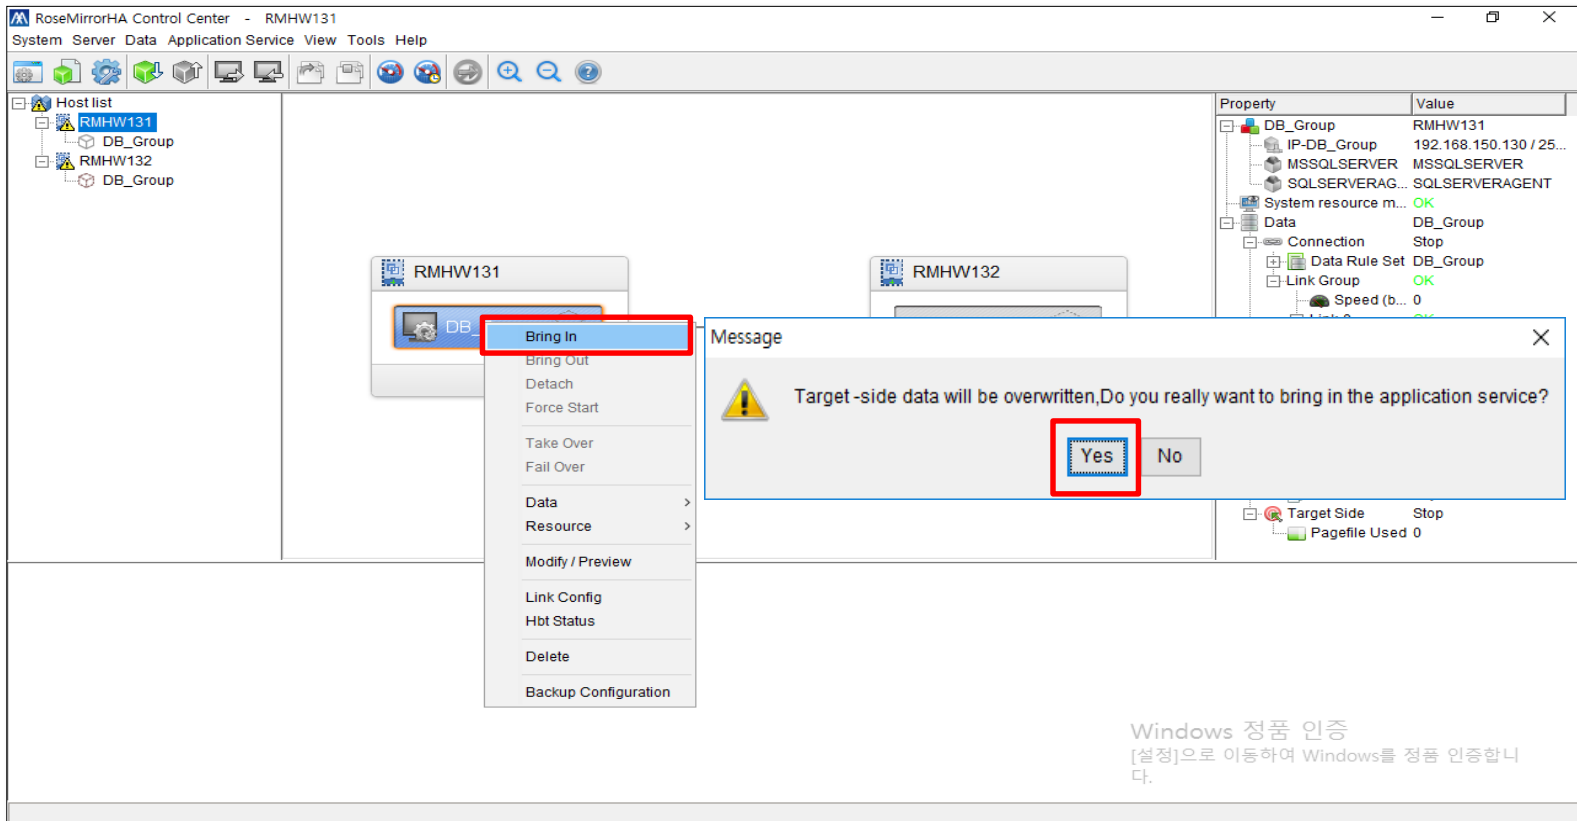 RoseMirrorHA Control Center - RMHW131
System Server Data Application Service View Tools Help
Host list
RMHW131
DB_Group
RMHW132
DB_Group
RMHW131
DB_
RMHW132
Bring In
Bring Out
Detach
Force Start
Take Over
Fail Over
Data
Resource
Modify / Preview
Link Config
Hbt Status
Delete
Backup Configuration
Message
Target -side data will be overwritten,Do you really want to bring in the application service?
Yes No
Property Value
DB_Group RMHW131
IP-DB_Group 192.168.150.130 / 25...
MSSQLSERVER MSSQLSERVER
SQLSERVERAG... SQLSERVERAGENT
System resource m... OK
Data DB_Group
Connection Stop
Data Rule Set DB_Group
Link Group OK
Speed (b... 0
Target Side Stop
Pagefile Used 0
Windows 정품 인증
[설정]으로 이동하여 Windows를 정품 인증합니
다.